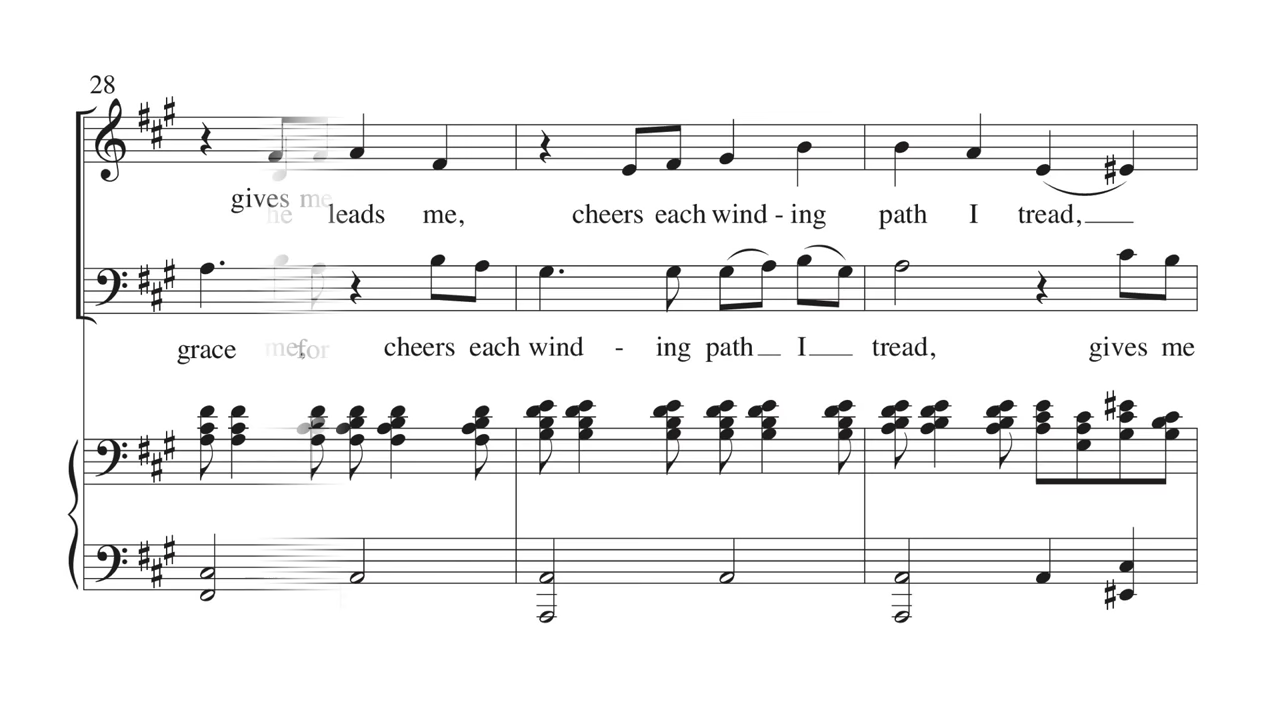 28
gives me
he leads me, cheers each wind - ing path I tread,
grace me, for cheers each wind - ing path I tread, gives me